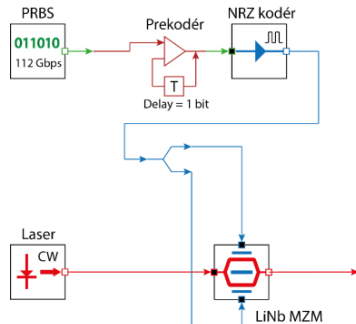 PRBS
Prekodér
NRZ kodér
011010
112 Gbps
T
Delay = 1 bit
Laser
CW
LiNb MZM